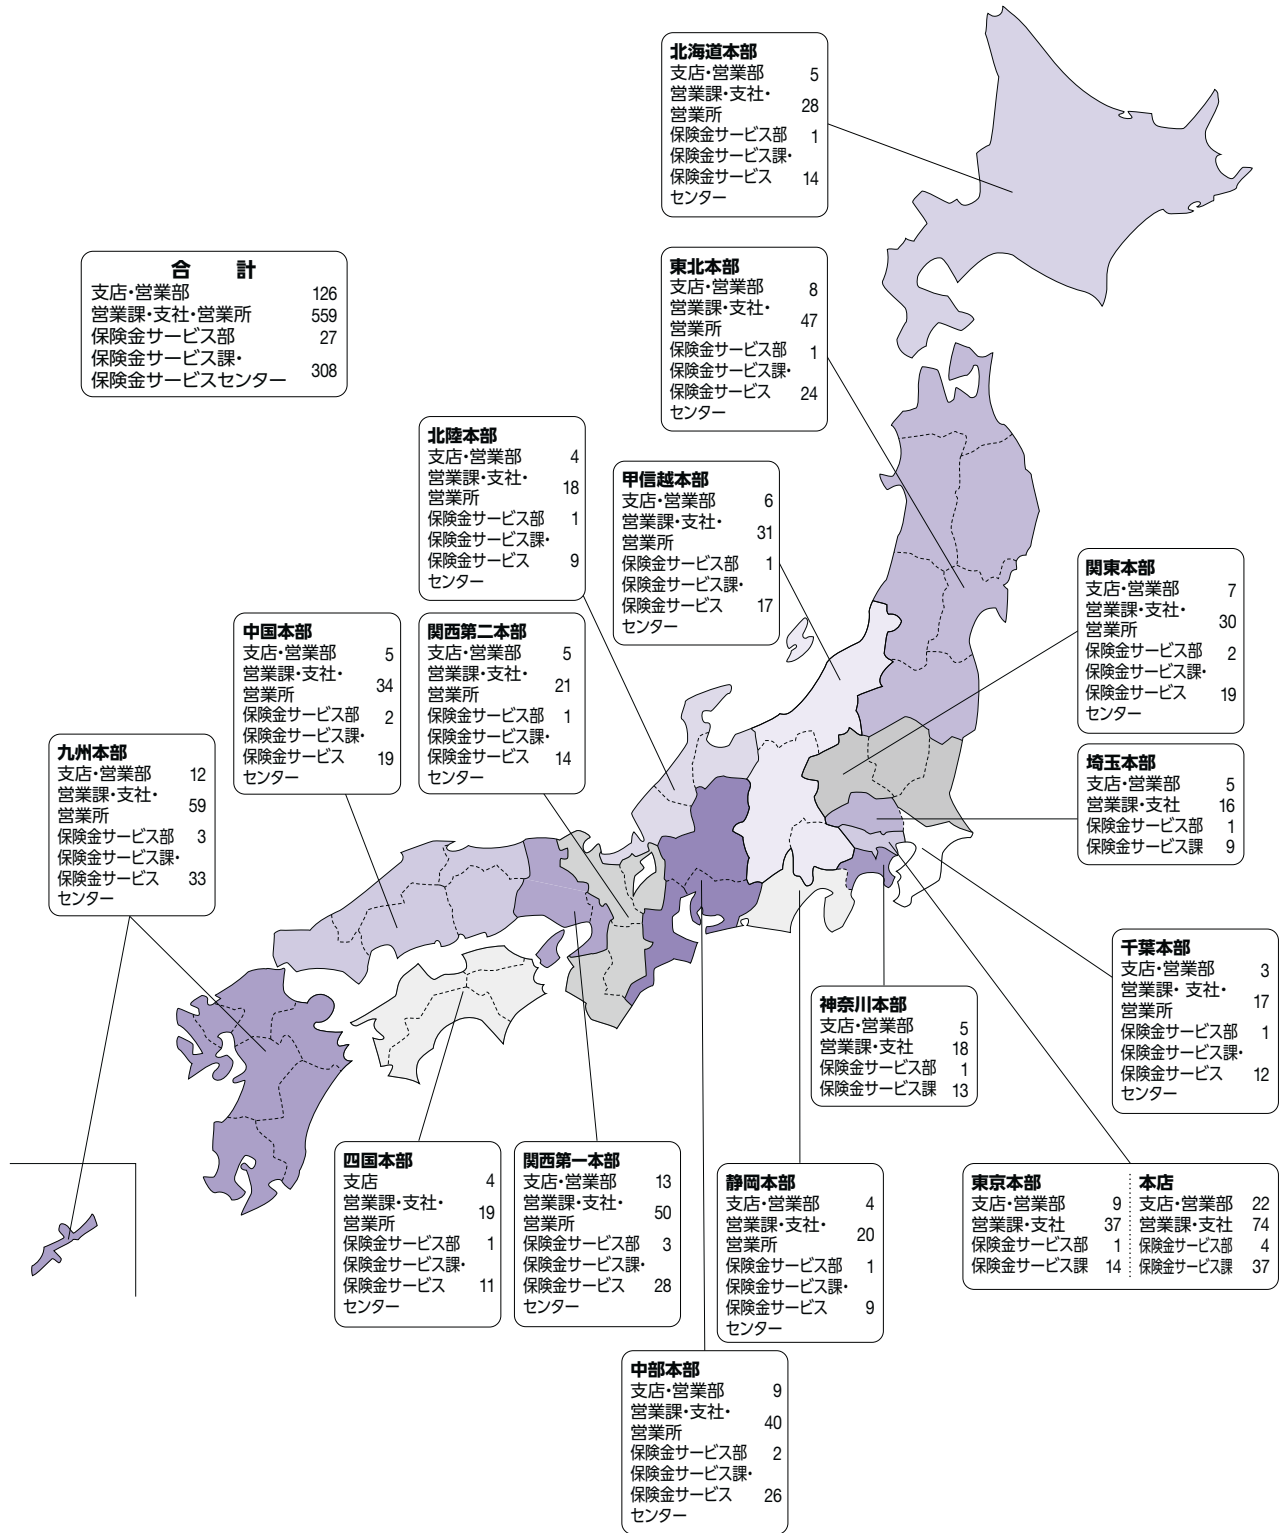 北海道本部
支店・営業部 5
営業課・支社・
営業所 28
保険金サービス部 1
保険金サービス課・
保険金サービス 14
センター
合　計
支店・営業部 126
営業課・支社・営業所 559
保険金サービス部 27
保険金サービス課・
保険金サービスセンター 308
東北本部
支店・営業部 8
営業課・支社・
営業所 47
保険金サービス部 1
保険金サービス課・
保険金サービス 24
センター
北陸本部
支店・営業部 4
営業課・支社・
営業所 18
保険金サービス部 1
保険金サービス課・
保険金サービス 9
センター
甲信越本部
支店・営業部 6
営業課・支社・
営業所 31
保険金サービス部 1
保険金サービス課・
保険金サービス 17
センター
関東本部
支店・営業部 7
営業課・支社・
営業所 30
保険金サービス部 2
保険金サービス課・
保険金サービス 19
センター
中国本部
支店・営業部 5
営業課・支社・
営業所 34
保険金サービス部 2
保険金サービス課・
保険金サービス 19
センター
関西第二本部
支店・営業部 5
営業課・支社・
営業所 21
保険金サービス部 1
保険金サービス課・
保険金サービス 14
センター
九州本部
支店・営業部 12
営業課・支社・
営業所 59
保険金サービス部 3
保険金サービス課・
保険金サービス 33
センター
埼玉本部
支店・営業部 5
営業課・支社 16
保険金サービス部 1
保険金サービス課 9
千葉本部
支店・営業部 3
営業課・支社・
営業所 17
保険金サービス部 1
保険金サービス課・
保険金サービス 12
センター
神奈川本部
支店・営業部 5
営業課・支社 18
保険金サービス部 1
保険金サービス課 13
四国本部
支店 4
営業課・支社・
営業所 19
保険金サービス部 1
保険金サービス課・
保険金サービス 11
センター
関西第一本部
支店・営業部 13
営業課・支社・
営業所 50
保険金サービス部 3
保険金サービス課・
保険金サービス 28
センター
静岡本部
支店・営業部 4
営業課・支社・
営業所 20
保険金サービス部 1
保険金サービス課・
保険金サービス 9
センター
東京本部
支店・営業部 9
営業課・支社 37
保険金サービス部 1
保険金サービス課 14
本店
支店・営業部 22
営業課・支社 74
保険金サービス部 4
保険金サービス課 37
中部本部
支店・営業部 9
営業課・支社・
営業所 40
保険金サービス部 2
保険金サービス課・
保険金サービス 26
センター